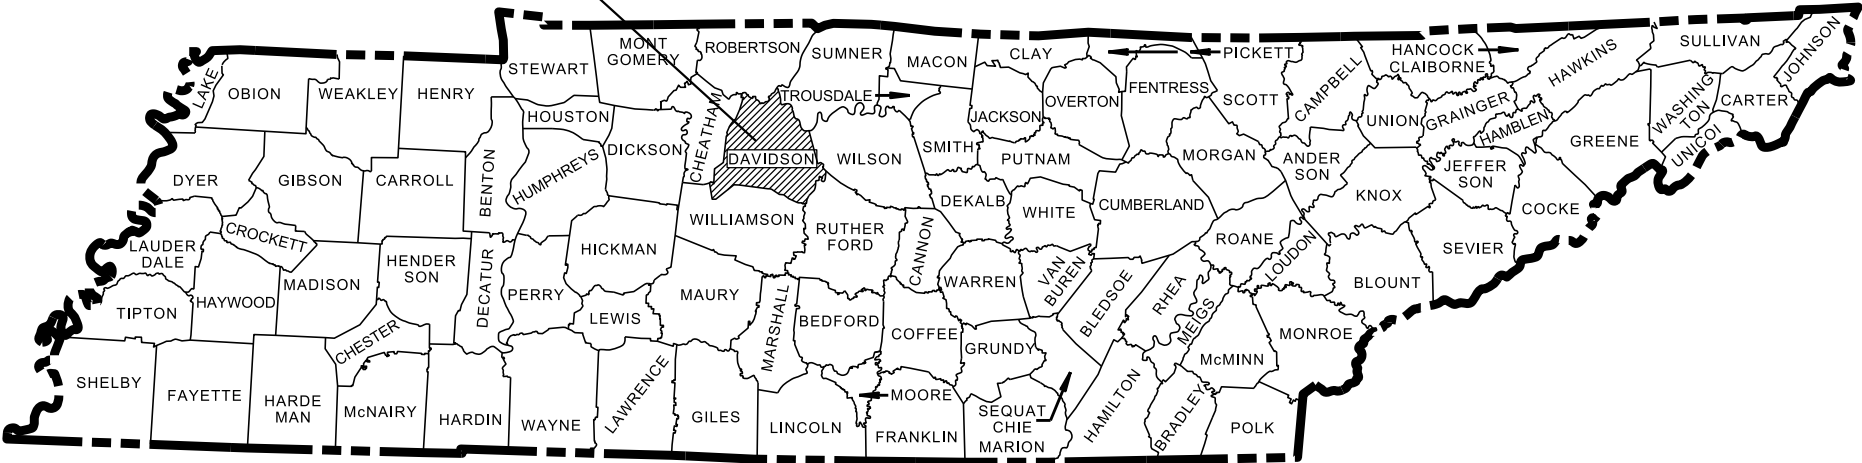 LAKE
OBION
WEAKLEY
HENRY
STEWART
MONT
GOMERY
ROBERTSON
SUMNER
MACON
CLAY
PICKETT
HANCOCK
CLAIBORNE
HAWKINS
SULLIVAN
JOHNSON
HOUSTON
CHEATHAM
TROUSDALE
JACKSON
OVERTON
FENTRESS
SCOTT
CAMPBELL
UNION
GRAINGER
HAMBLEN
GREENE
WASHING
TON
UNICOI
CARTER
DYER
GIBSON
CARROLL
BENTON
HUMPHREYS
DICKSON
DAVIDSON
WILSON
SMITH
PUTNAM
MORGAN
ANDER
SON
KNOX
JEFFER
SON
COCKE
LAUDER
DALE
CROCKETT
HENDER
SON
DECATUR
HICKMAN
WILLIAMSON
RUTHER
FORD
CANNON
DEKALB
WHITE
CUMBERLAND
ROANE
LOUDON
BLOUNT
SEVIER
TIPTON
HAYWOOD
MADISON
CHESTER
PERRY
LEWIS
MAURY
MARSHALL
BEDFORD
COFFEE
WARREN
VAN
BUREN
BLEDSOE
RHEA
MEIGS
McMINN
MONROE
SHELBY
FAYETTE
HARDE
MAN
McNAIRY
HARDIN
WAYNE
LAWRENCE
GILES
LINCOLN
MOORE
FRANKLIN
GRUNDY
SEQUAT
CHIE
MARION
HAMILTON
BRADLEY
POLK